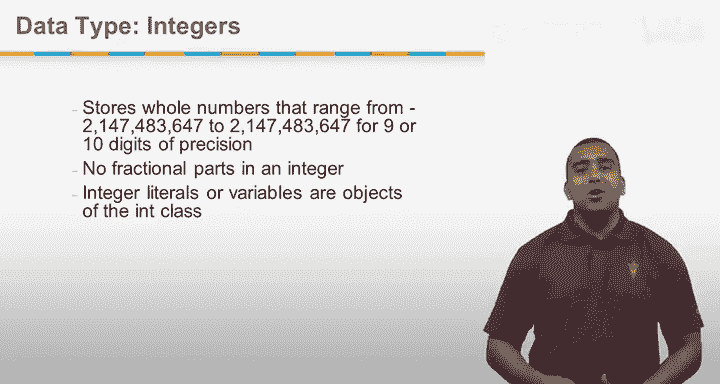 Data Type: Integers
– Stores whole numbers that range from -
2,147,483,647 to 2,147,483,647 for 9 or
10 digits of precision
– No fractional parts in an integer
– Integer literals or variables are objects
of the int class